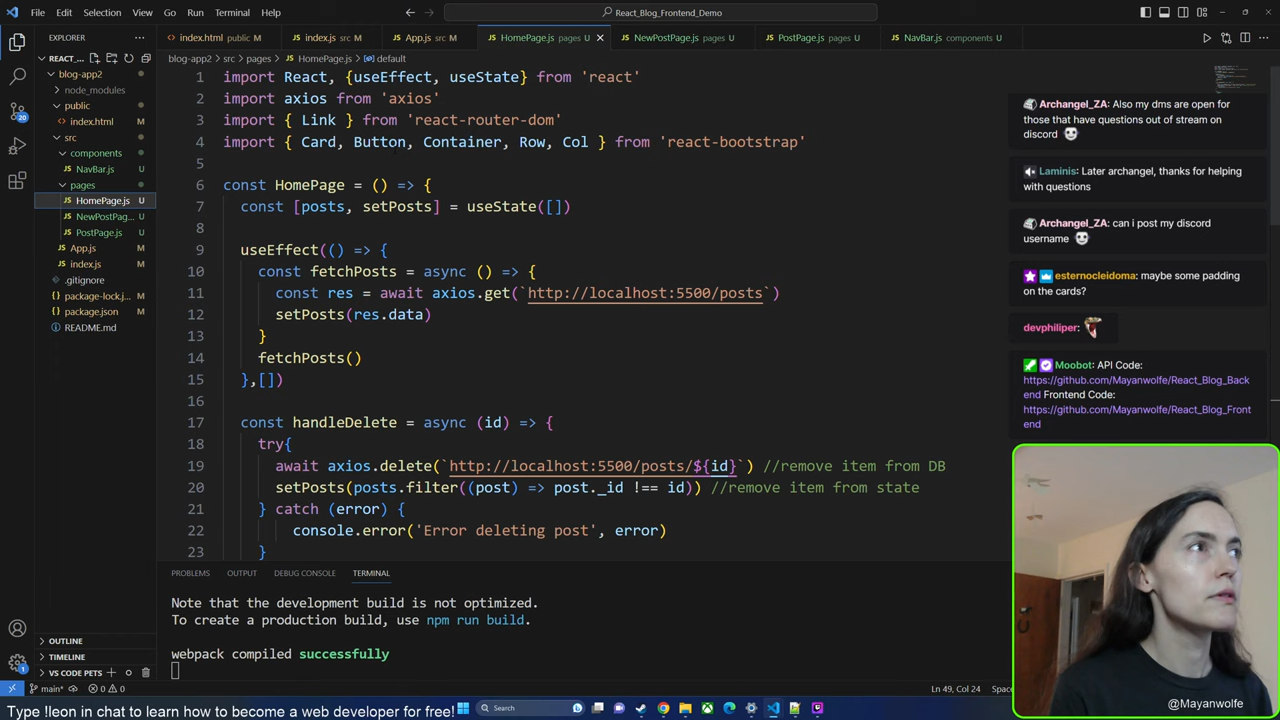 File Edit Selection View Go Run Terminal Help
React_Blog_Frontend_Demo
EXPLORER
REACT_...
blog-app2
node_modules
public
index.html U
src
components
NavBar.js U
pages
HomePage.js U
NewPostPag... U
PostPage.js U
App.js M
index.js M
.gitignore
package-lock.j... M
package.json M
README.md
OUTLINE
TIMELINE
VS CODE PETS
index.html public M
index.js src M
App.js src M
HomePage.js pages U
NewPostPage.js pages U
PostPage.js pages U
NavBar.js components U
blog-app2 > src > pages > HomePage.js > default
1 import React, {useEffect, useState} from 'react'
2 import axios from 'axios'
3 import { Link } from 'react-router-dom'
4 import { Card, Button, Container, Row, Col } from 'react-bootstrap'
5
6 const HomePage = () => {
7 const [posts, setPosts] = useState([])
8
9 useEffect(() => {
10 const fetchPosts = async () => {
11 const res = await axios.get(`http://localhost:5500/posts`)
12 setPosts(res.data)
13 }
14 fetchPosts()
15 },[])
16
17 const handleDelete = async (id) => {
18 try{
19 await axios.delete(`http://localhost:5500/posts/${id}`) //remove item from DB
20 setPosts(posts.filter((post) => post._id !== id)) //remove item from state
21 } catch (error) {
22 console.error('Error deleting post', error)
23 }
PROBLEMS OUTPUT DEBUG CONSOLE TERMINAL
Note that the development build is not optimized.
To create a production build, use npm run build.
webpack compiled successfully
Archangel_ZA: Also my dms are open for
those that have questions out of stream on
discord
Laminis: Later archangel, thanks for helping
with questions
Archangel_ZA: can i post my discord
username
esternocleidoma: maybe some padding
on the cards?
devphiliper:
Moobot: API Code:
https://github.com/Mayanwolfe/React_Blog_Back
end Frontend Code:
https://github.com/Mayanwolfe/React_Blog_Front
end
@Mayanwolfe
20
1
main*
0 0
Ln 49, Col 24
Spaces
Type !leon in chat to learn how to become a web developer for free!
Search